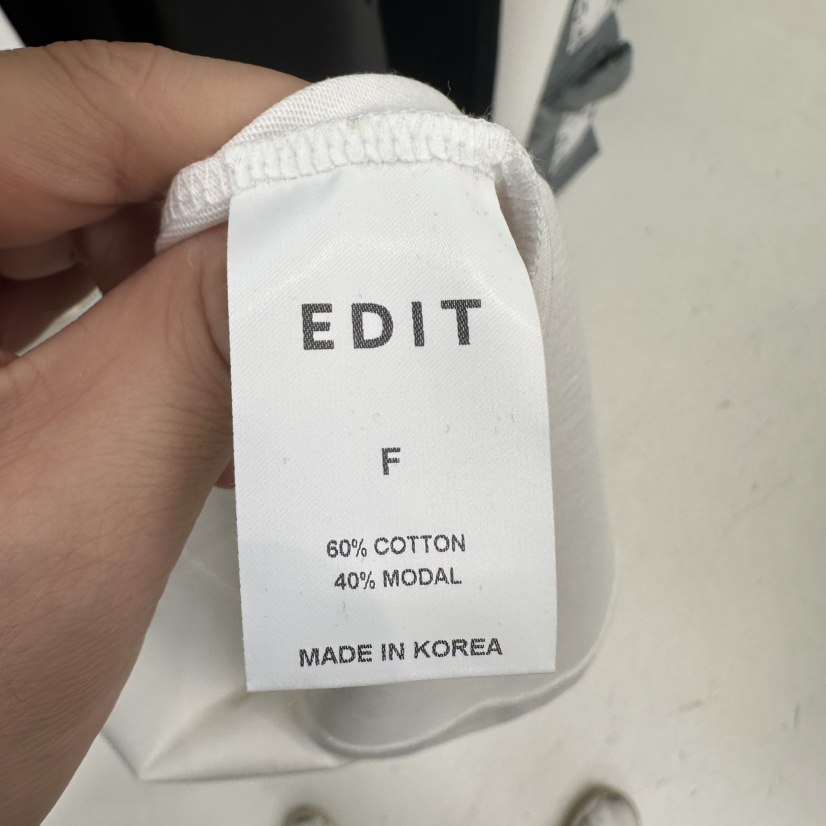 EDIT
F
60% COTTON
40% MODAL
MADE IN KOREA